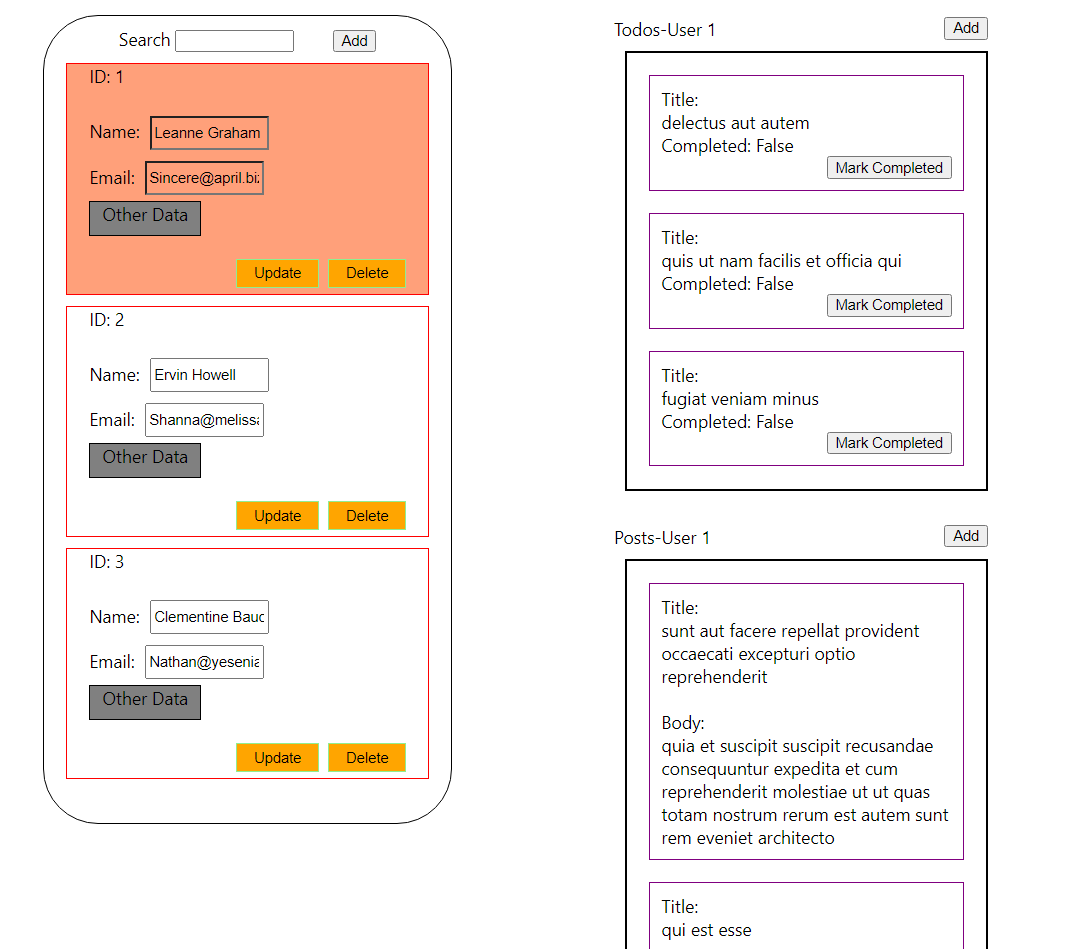 Search Add
ID: 1
Name: Leanne Graham
Email: Sincere@april.biz
Other Data
Update Delete
ID: 2
Name: Ervin Howell
Email: Shanna@meliss
Other Data
Update Delete
ID: 3
Name: Clementine Bauc
Email: Nathan@yesenia
Other Data
Update Delete
Todos-User 1 Add
Title:
delectus aut autem
Completed: False
Mark Completed
Title:
quis ut nam facilis et officia qui
Completed: False
Mark Completed
Title:
fugiat veniam minus
Completed: False
Mark Completed
Posts-User 1 Add
Title:
sunt aut facere repellat provident
occaecati excepturi optio
reprehenderit
Body:
quia et suscipit suscipit recusandae
consequuntur expedita et cum
reprehenderit molestiae ut ut quas
totam nostrum rerum est autem sunt
rem eveniet architecto
Title:
qui est esse